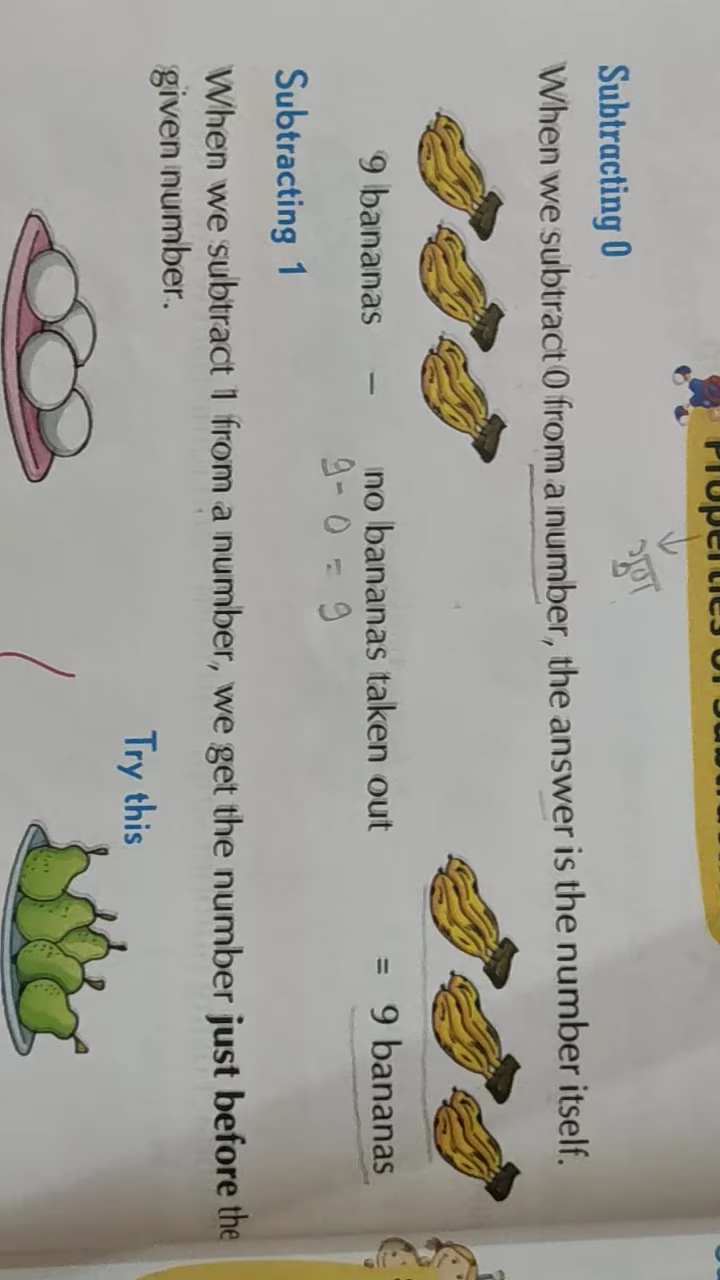 Properties of
गुण
Subtracting 0
When we subtract 0 from a number, the answer is the number itself.
9 bananas – no bananas taken out = 9 bananas
9 - 0 = 9
Subtracting 1
When we subtract 1 from a number, we get the number just before the
given number.
Try this